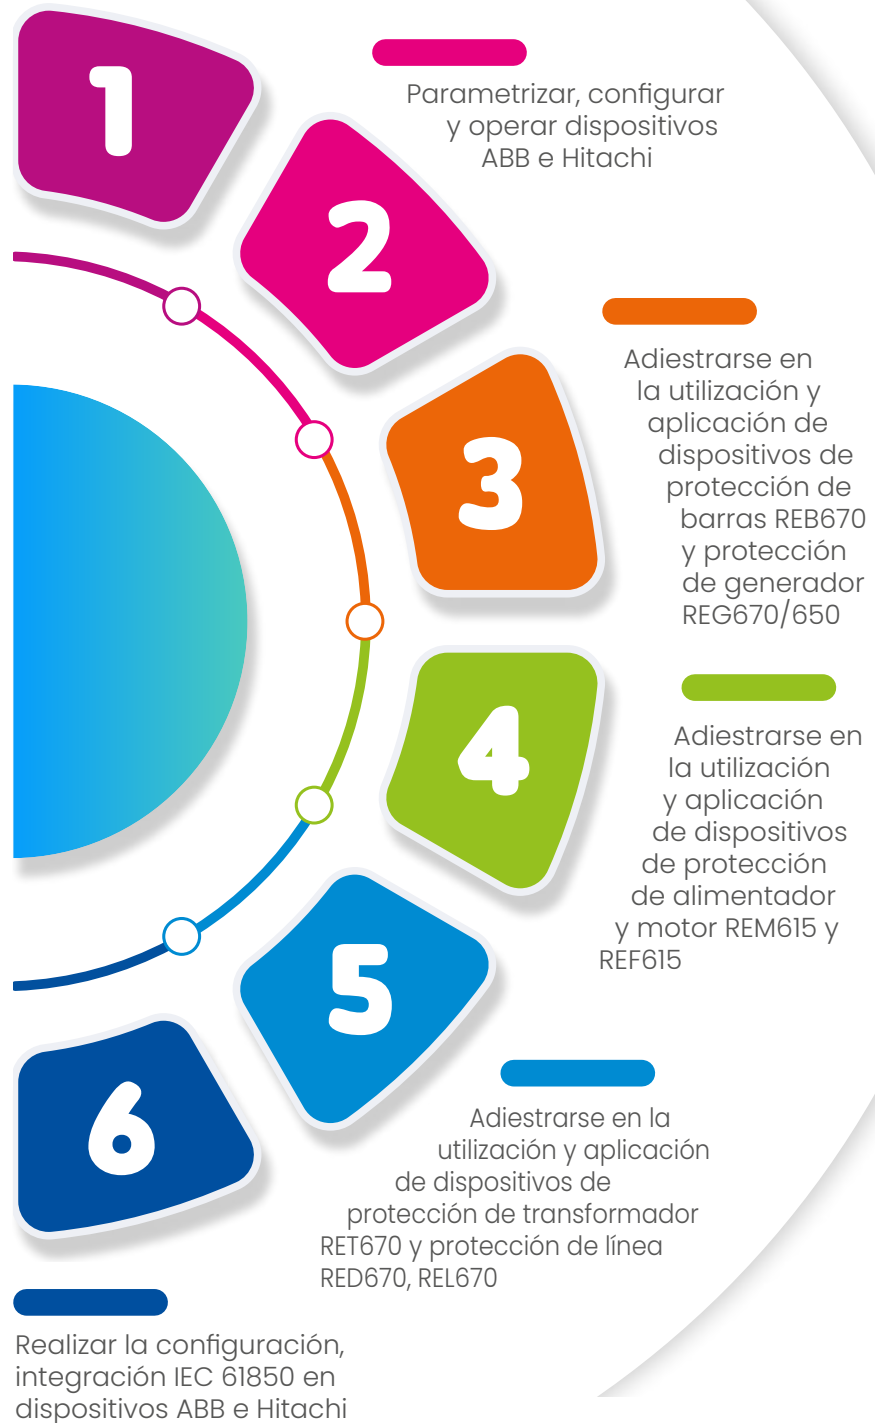 1
2
Parametrizar, configurar
y operar dispositivos
ABB e Hitachi
3
Adiestrarse en
la utilización y
aplicación de
dispositivos de
protección de
barras REB670
y protección
de generador
REG670/650
4
Adiestrarse en
la utilización
y aplicación
de dispositivos
de protección
de alimentador
y motor REM615 y
REF615
5
Adiestrarse en la
utilización y aplicación
de dispositivos de
protección de transformador
RET670 y protección de línea
RED670, REL670
6
Realizar la configuración,
integración IEC 61850 en
dispositivos ABB e Hitachi